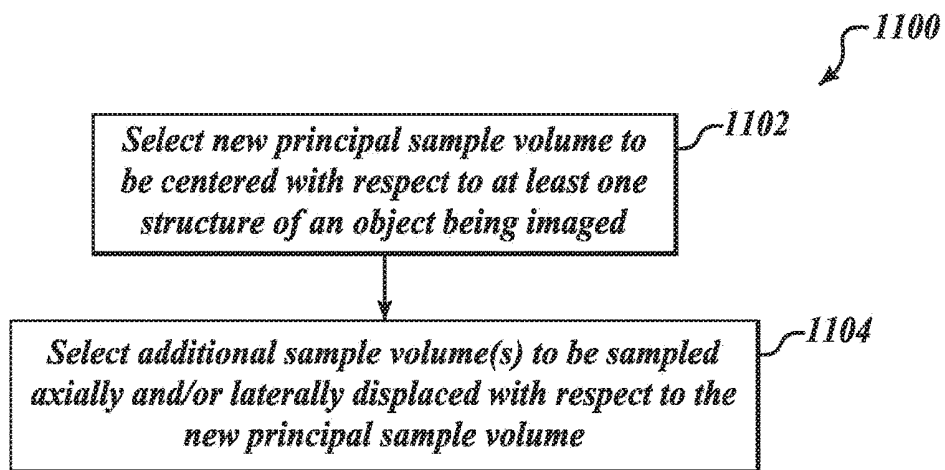 1100
Select new principal sample volume to
be centered with respect to at least one
structure of an object being imaged
1102
Select additional sample volume(s) to be sampled
axially and/or laterally displaced with respect to the
new principal sample volume
1104